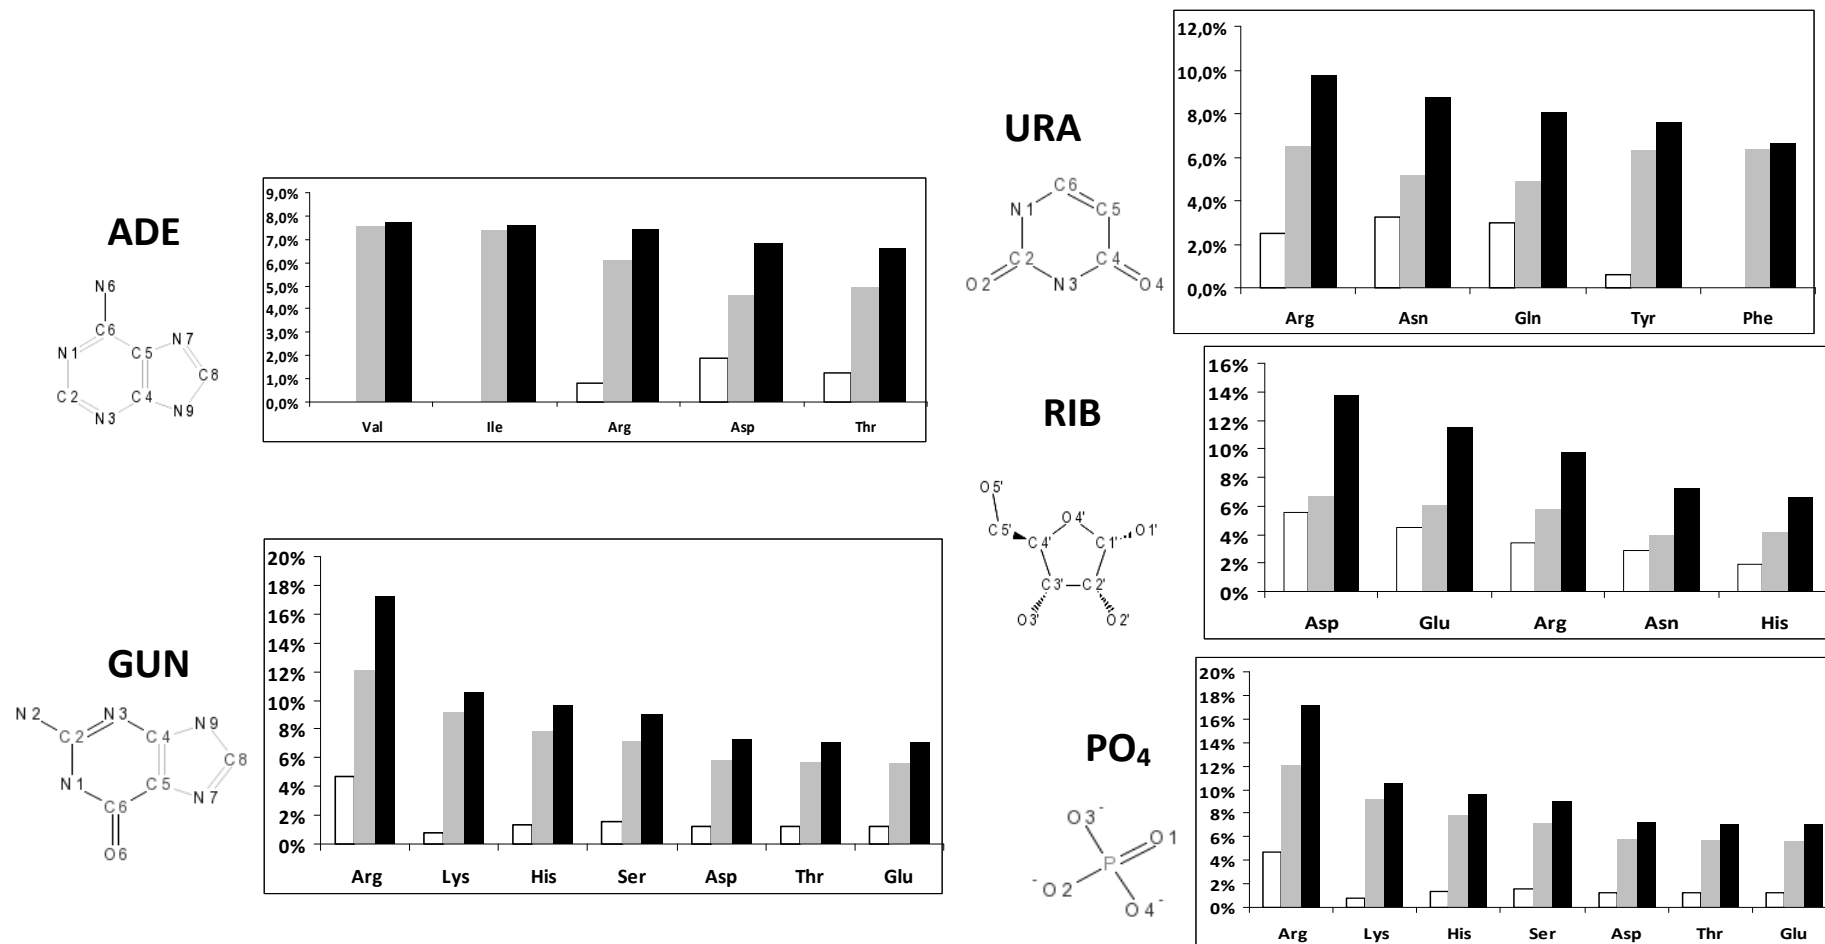 ADE
N6
C6
N1
C5
N7
C8
C2
C4
N3
N9
9,0%
8,0%
7,0%
6,0%
5,0%
4,0%
3,0%
2,0%
1,0%
0,0%
Val Ile Arg Asp Thr
GUN
N2
N3
N9
C2
C4
C8
N1
C5
N7
C6
O6
20%
18%
16%
14%
12%
10%
8%
6%
4%
2%
0%
Arg Lys His Ser Asp Thr Glu
URA
C6
N1
C5
C2
C4
O2
N3
O4
12,0%
10,0%
8,0%
6,0%
4,0%
2,0%
0,0%
Arg Asn Gln Tyr Phe
RIB
O5'
O4'
C5'
C4'
C1'
O1'
C3'
C2'
O3'
O2'
16%
14%
12%
10%
8%
6%
4%
2%
0%
Asp Glu Arg Asn His
PO4
O3-
O1
P
-O2
O4-
20%
18%
16%
14%
12%
10%
8%
6%
4%
2%
0%
Arg Lys His Ser Asp Thr Glu